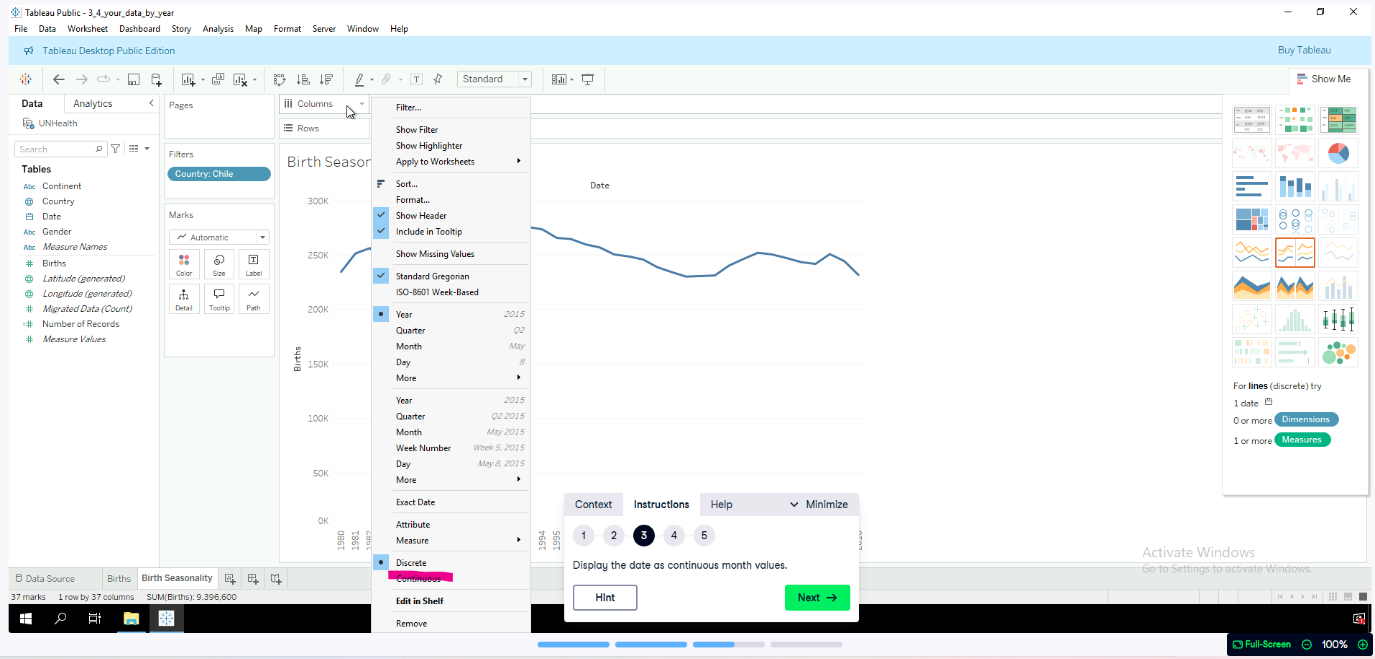 Tableau Public - 3_4_your_data_by_year
File Data Worksheet Dashboard Story Analysis Map Format Server Window Help
Tableau Desktop Public Edition
Buy Tableau
Standard
Show Me
Data Analytics
UNHealth
Search
Tables
Abc Continent
Country
Date
Abc Gender
Abc Measure Names
Births
Latitude (generated)
Longitude (generated)
Migrated Data (Count)
Number of Records
Measure Values
Pages
Filters
Country: Chile
Marks
Automatic
Color Size Label
Detail Tooltip Path
Columns
Rows
Birth Season
Date
300K
250K
200K
150K
100K
50K
0K
Births
1980
1981
1982
1994
1995
Filter...
Show Filter
Show Highlighter
Apply to Worksheets
Sort...
Format...
Show Header
Include in Tooltip
Show Missing Values
Standard Gregorian
ISO-8601 Week-Based
Year 2015
Quarter Q2
Month May
Day 8
More
Year 2015
Quarter Q2 2015
Month May 2015
Week Number Week 5, 2015
Day May 8, 2015
More
Exact Date
Attribute
Measure
Discrete
Continuous
Edit in Shelf
Remove
For lines (discrete) try
1 date
0 or more Dimensions
1 or more Measures
Context Instructions Help Minimize
1 2 3 4 5
Display the date as continuous month values.
Hint Next →
Activate Windows
Go to Settings to activate Windows.
Data Source Births Birth Seasonality
37 marks 1 row by 37 columns SUM(Births): 9,396,600
Full-Screen 100%